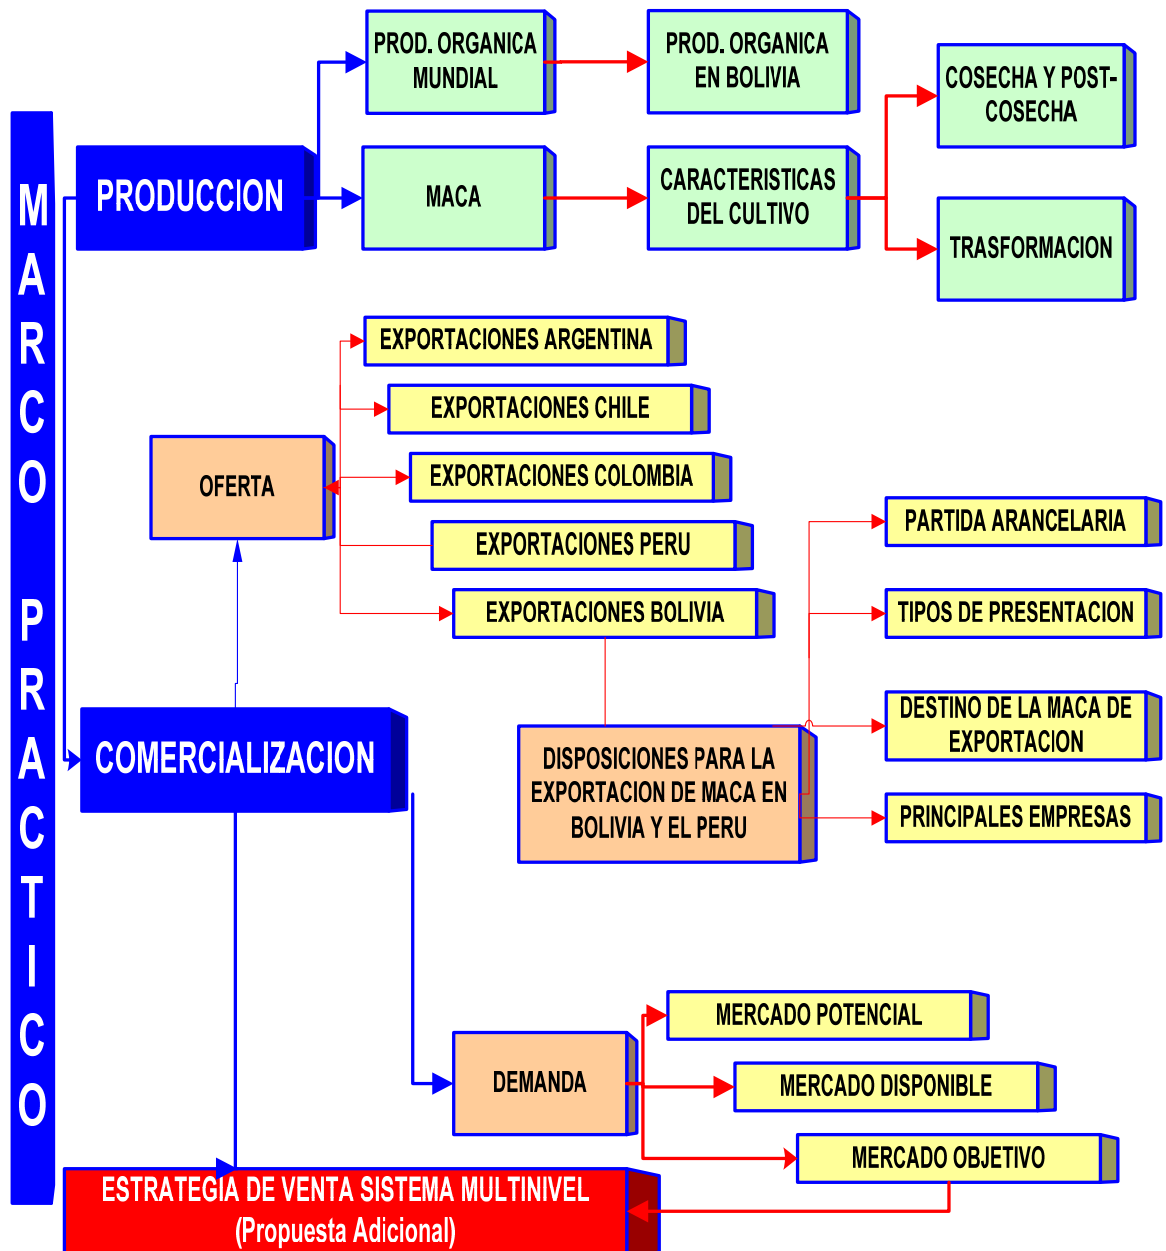 MARCO PRACTICO
PROD. ORGANICA
MUNDIAL
PROD. ORGANICA
EN BOLIVIA
COSECHA Y POST-
COSECHA
PRODUCCION
MACA
CARACTERISTICAS
DEL CULTIVO
TRASFORMACION
EXPORTACIONES ARGENTINA
EXPORTACIONES CHILE
OFERTA
EXPORTACIONES COLOMBIA
EXPORTACIONES PERU
EXPORTACIONES BOLIVIA
PARTIDA ARANCELARIA
TIPOS DE PRESENTACION
DESTINO DE LA MACA DE
EXPORTACION
PRINCIPALES EMPRESAS
COMERCIALIZACION
DISPOSICIONES PARA LA
EXPORTACION DE MACA EN
BOLIVIA Y EL PERU
DEMANDA
MERCADO POTENCIAL
MERCADO DISPONIBLE
MERCADO OBJETIVO
ESTRATEGIA DE VENTA SISTEMA MULTINIVEL
(Propuesta Adicional)